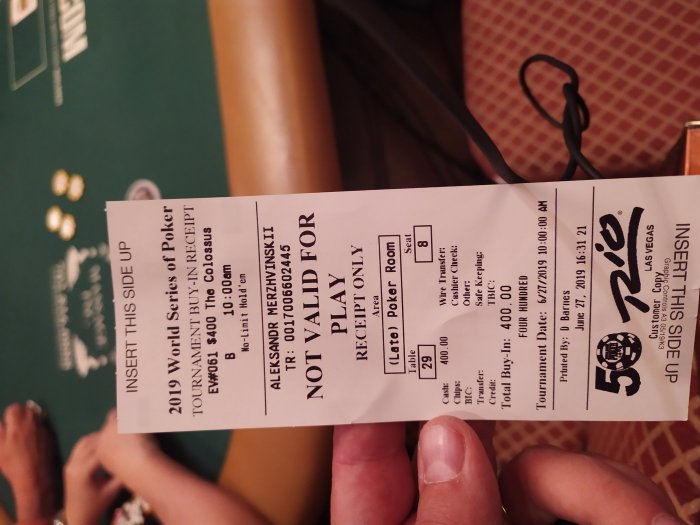 INSERT THIS SIDE UP
2019 World Series of Poker
TOURNAMENT BUY-IN RECEIPT
EV#061 $400 The Colossus
B 10:00am
No-Limit Hold'em
ALEKSANDR MERZHVINSKII
TR: 0017006602445
NOT VALID FOR
PLAY
RECEIPT ONLY
Area
(Late) Poker Room
Table Seat
29 8
Cash: 400.00 Wire Transfer:
Chips: Cashier Check:
BIC: Other:
Transfer: Safe Keeping:
Credit: TBIC:
Total Buy-In: 400.00
FOUR HUNDRED
Tournament Date: 6/27/2019 10:00:00 AM
Printed By: D Barnes
June 27, 2019 16:31 21
50 RIO®
LAS VEGAS
Customer Copy
INSERT THIS SIDE UP